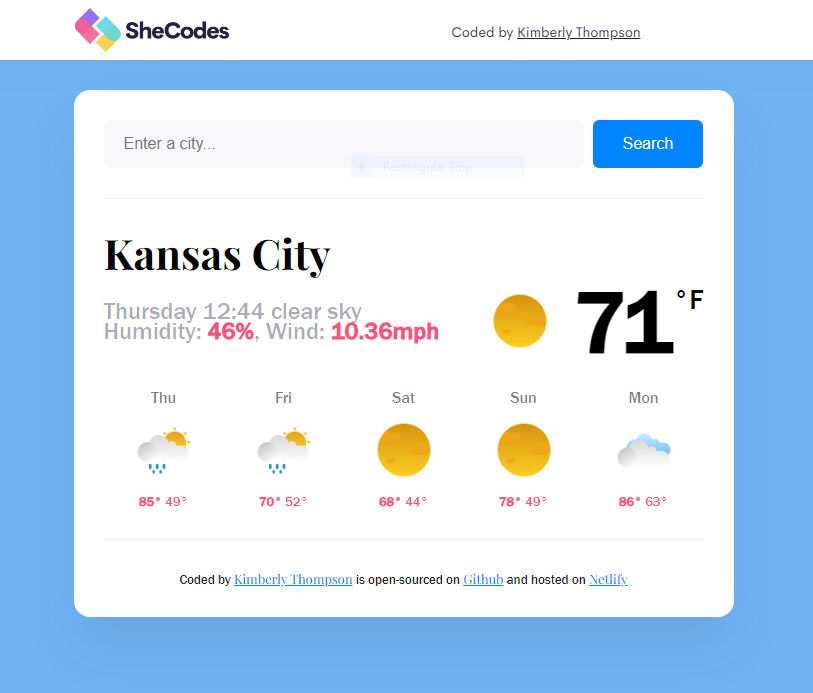 SheCodes
Coded by Kimberly Thompson
Enter a city...
Search
Rectangular Snip
Kansas City
Thursday 12:44 clear sky
Humidity: 46%, Wind: 10.36mph
71 °F
Thu Fri Sat Sun Mon
85° 49° 70° 52° 68° 44° 78° 49° 86° 63°
Coded by Kimberly Thompson is open-sourced on Github and hosted on Netlify